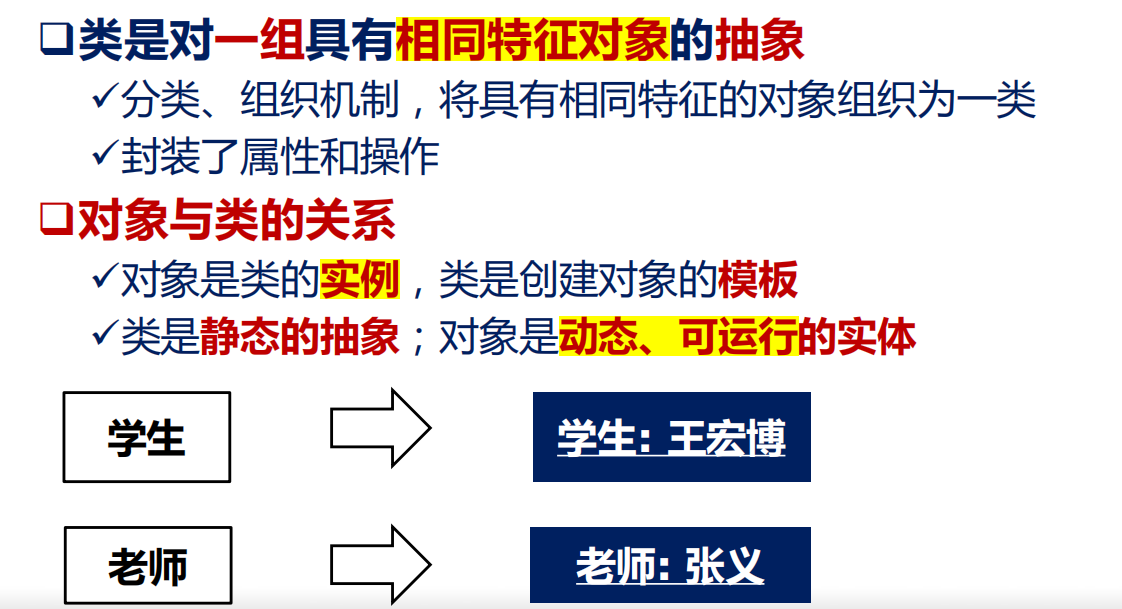 类是对一组具有相同特征对象的抽象
分类、组织机制，将具有相同特征的对象组织为一类
封装了属性和操作
对象与类的关系
对象是类的实例，类是创建对象的模板
类是静态的抽象；对象是动态、可运行的实体
学生
学生: 王宏博
老师
老师: 张义